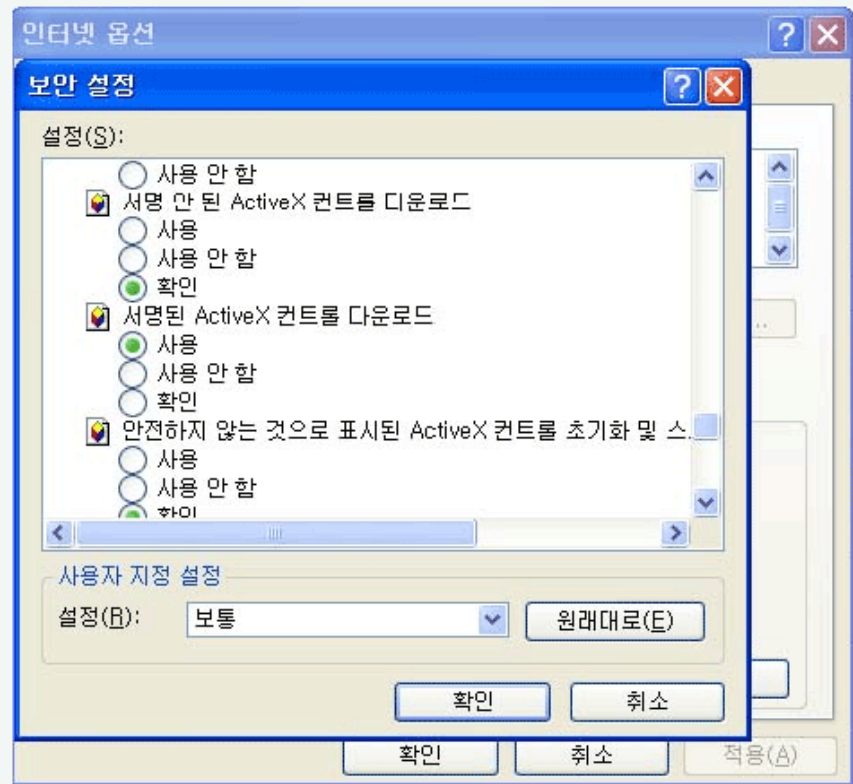 인터넷 옵션
보안 설정
설정(S):
사용 안 함
서명 안 된 ActiveX 컨트롤 다운로드
사용
사용 안 함
확인
서명된 ActiveX 컨트롤 다운로드
사용
사용 안 함
확인
안전하지 않는 것으로 표시된 ActiveX 컨트롤 초기화 및 스..
사용
사용 안 함
확인
사용자 지정 설정
설정(R):
보통
원래대로(E)
확인
취소
확인
취소
적용(A)